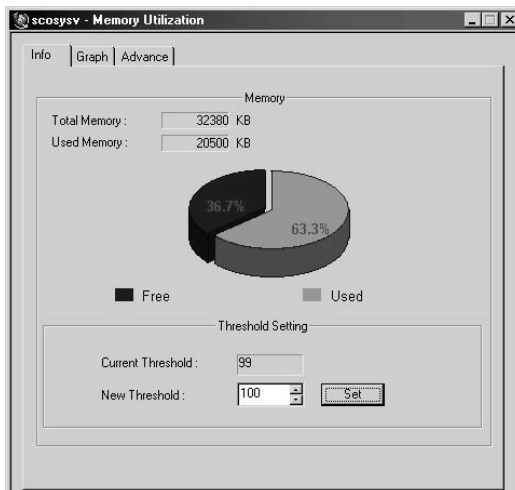 scosysv - Memory Utilization
Info Graph Advance
Memory
Total Memory : 32380 KB
Used Memory : 20500 KB
36.7%
63.3%
Free Used
Threshold Setting
Current Threshold : 99
New Threshold : 100 Set